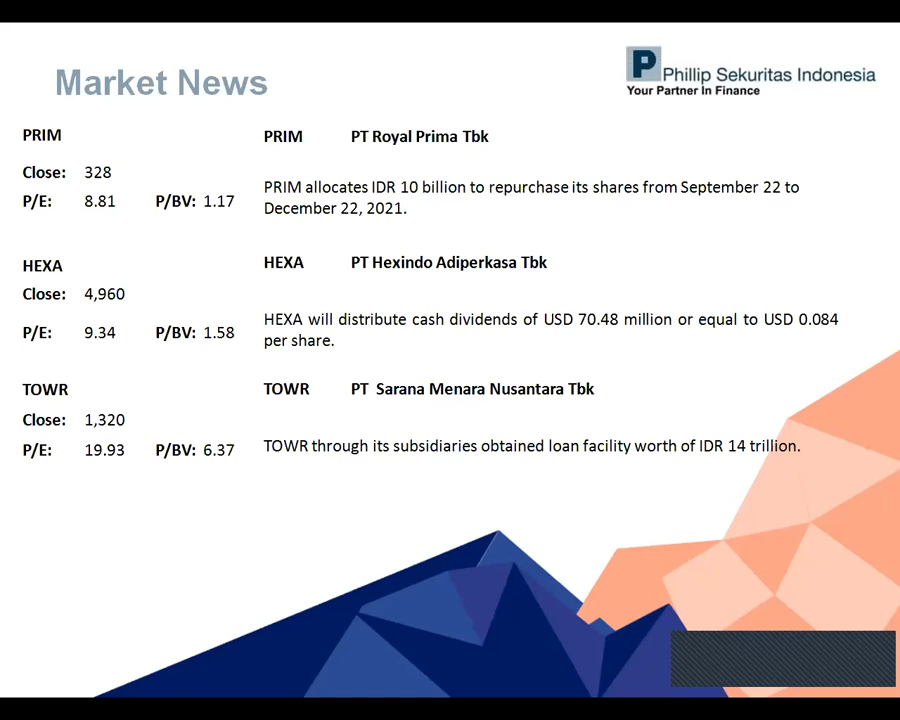 Market News
P Phillip Sekuritas Indonesia
Your Partner In Finance
PRIM
Close: 328
P/E: 8.81 P/BV: 1.17
PRIM PT Royal Prima Tbk
PRIM allocates IDR 10 billion to repurchase its shares from September 22 to
December 22, 2021.
HEXA
Close: 4,960
P/E: 9.34 P/BV: 1.58
HEXA PT Hexindo Adiperkasa Tbk
HEXA will distribute cash dividends of USD 70.48 million or equal to USD 0.084
per share.
TOWR
Close: 1,320
P/E: 19.93 P/BV: 6.37
TOWR PT Sarana Menara Nusantara Tbk
TOWR through its subsidiaries obtained loan facility worth of IDR 14 trillion.